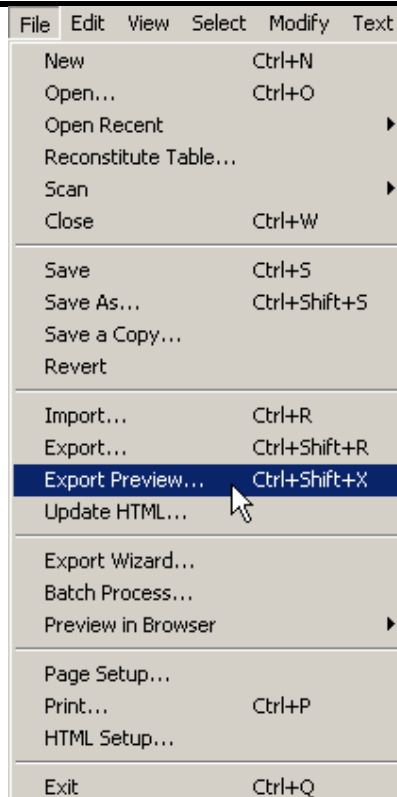 File Edit View Select Modify Text
New Ctrl+N
Open... Ctrl+O
Open Recent
Reconstitute Table...
Scan
Close Ctrl+W
Save Ctrl+S
Save As... Ctrl+Shift+S
Save a Copy...
Revert
Import... Ctrl+R
Export... Ctrl+Shift+R
Export Preview... Ctrl+Shift+X
Update HTML...
Export Wizard...
Batch Process...
Preview in Browser
Page Setup...
Print... Ctrl+P
HTML Setup...
Exit Ctrl+Q